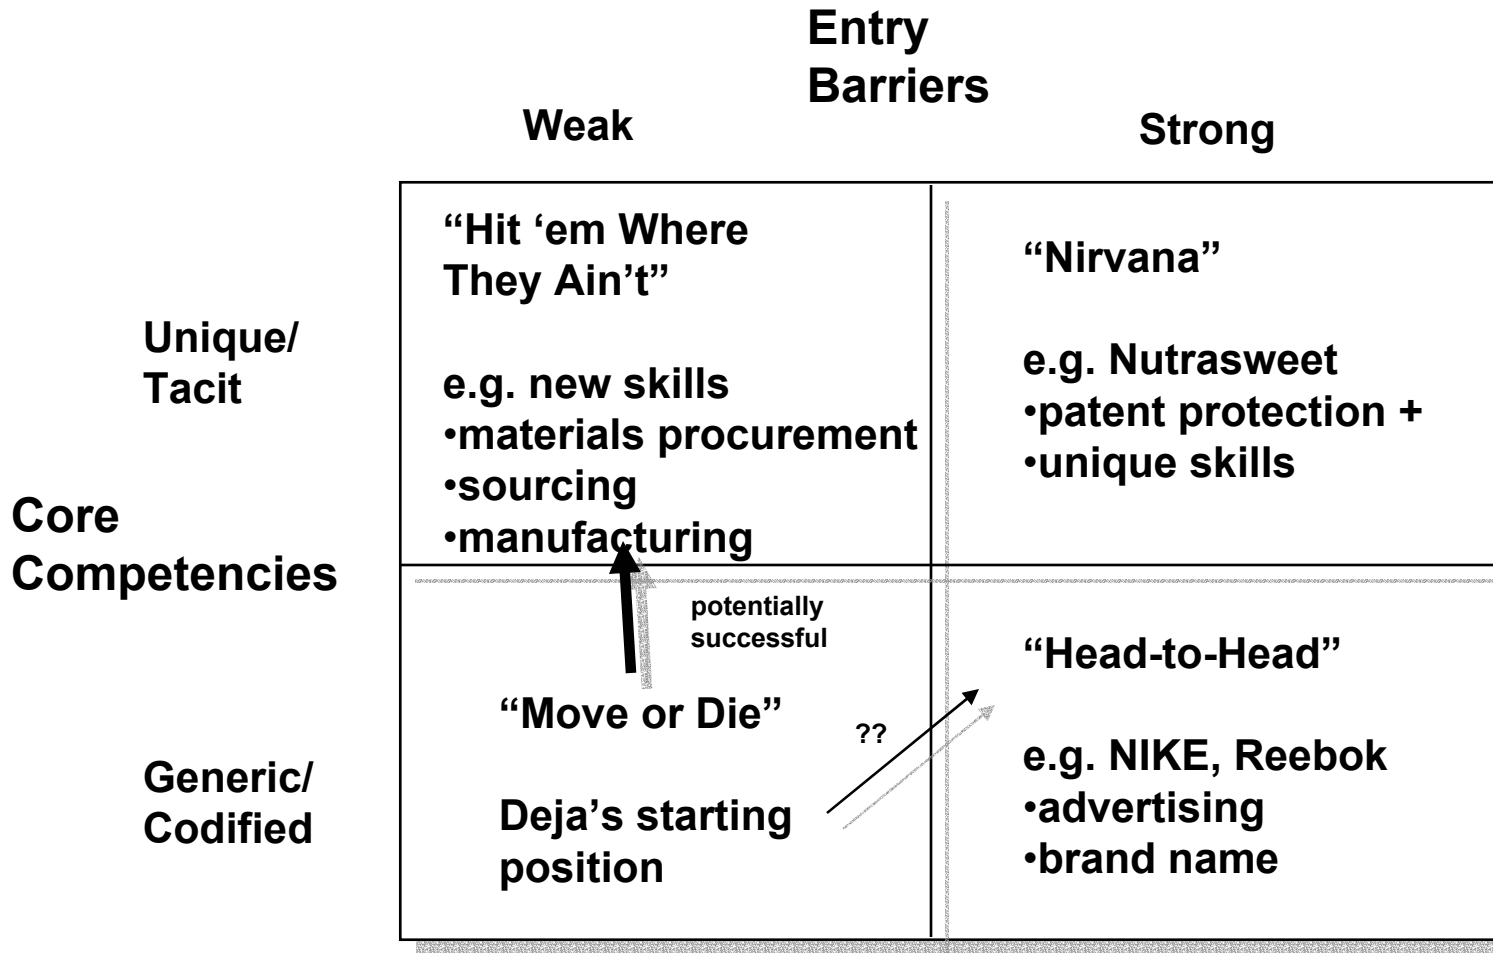 Entry
Barriers
Weak
Strong
“Hit ‘em Where
They Ain’t”
e.g. new skills
•materials procurement
•sourcing
•manufacturing
“Nirvana”
e.g. Nutrasweet
•patent protection +
•unique skills
Unique/
Tacit
Core
Competencies
Generic/
Codified
potentially
successful
“Move or Die”
Deja’s starting
position
??
“Head-to-Head”
e.g. NIKE, Reebok
•advertising
•brand name